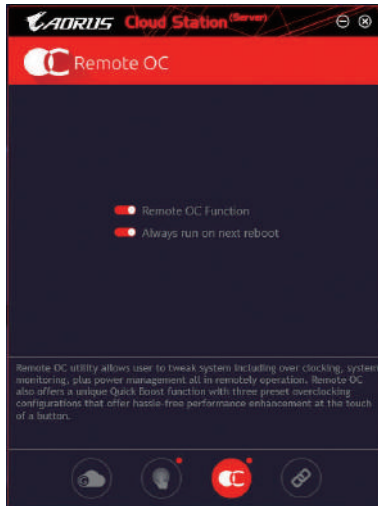 AORUS Cloud Station (Server)
Remote OC
Remote OC Function
Always run on next reboot
Remote OC utility allows user to tweak system including over clocking, system
monitoring, plus power management all in remotely operation. Remote OC
also offers a unique Quick Boost function with three preset overclocking
configurations that offer hassle-free performance enhancement at the touch
of a button.